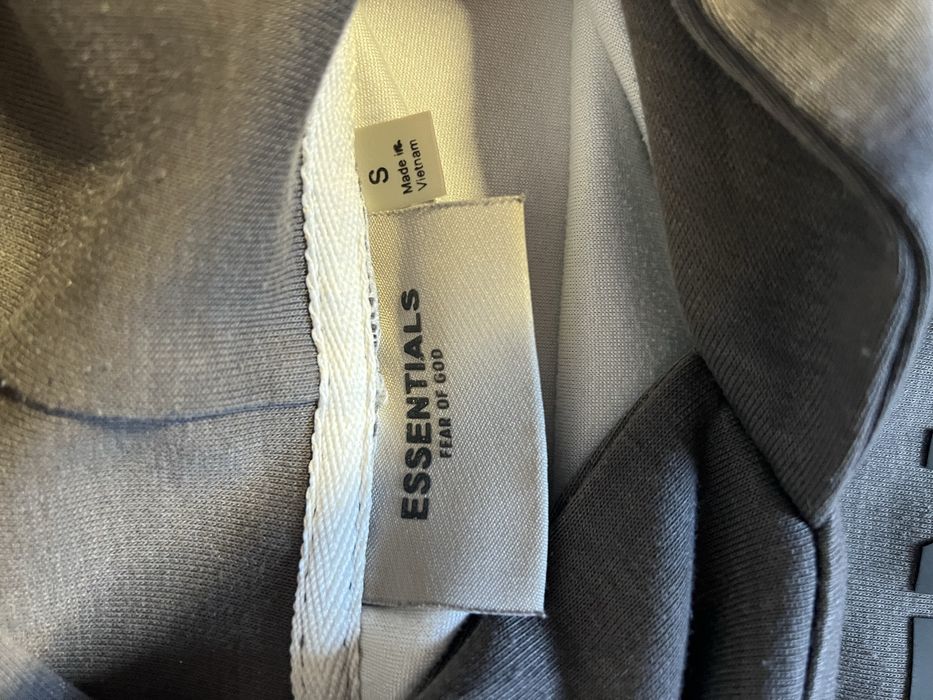 S
Made in
Vietnam
ESSENTIALS
FEAR OF GOD